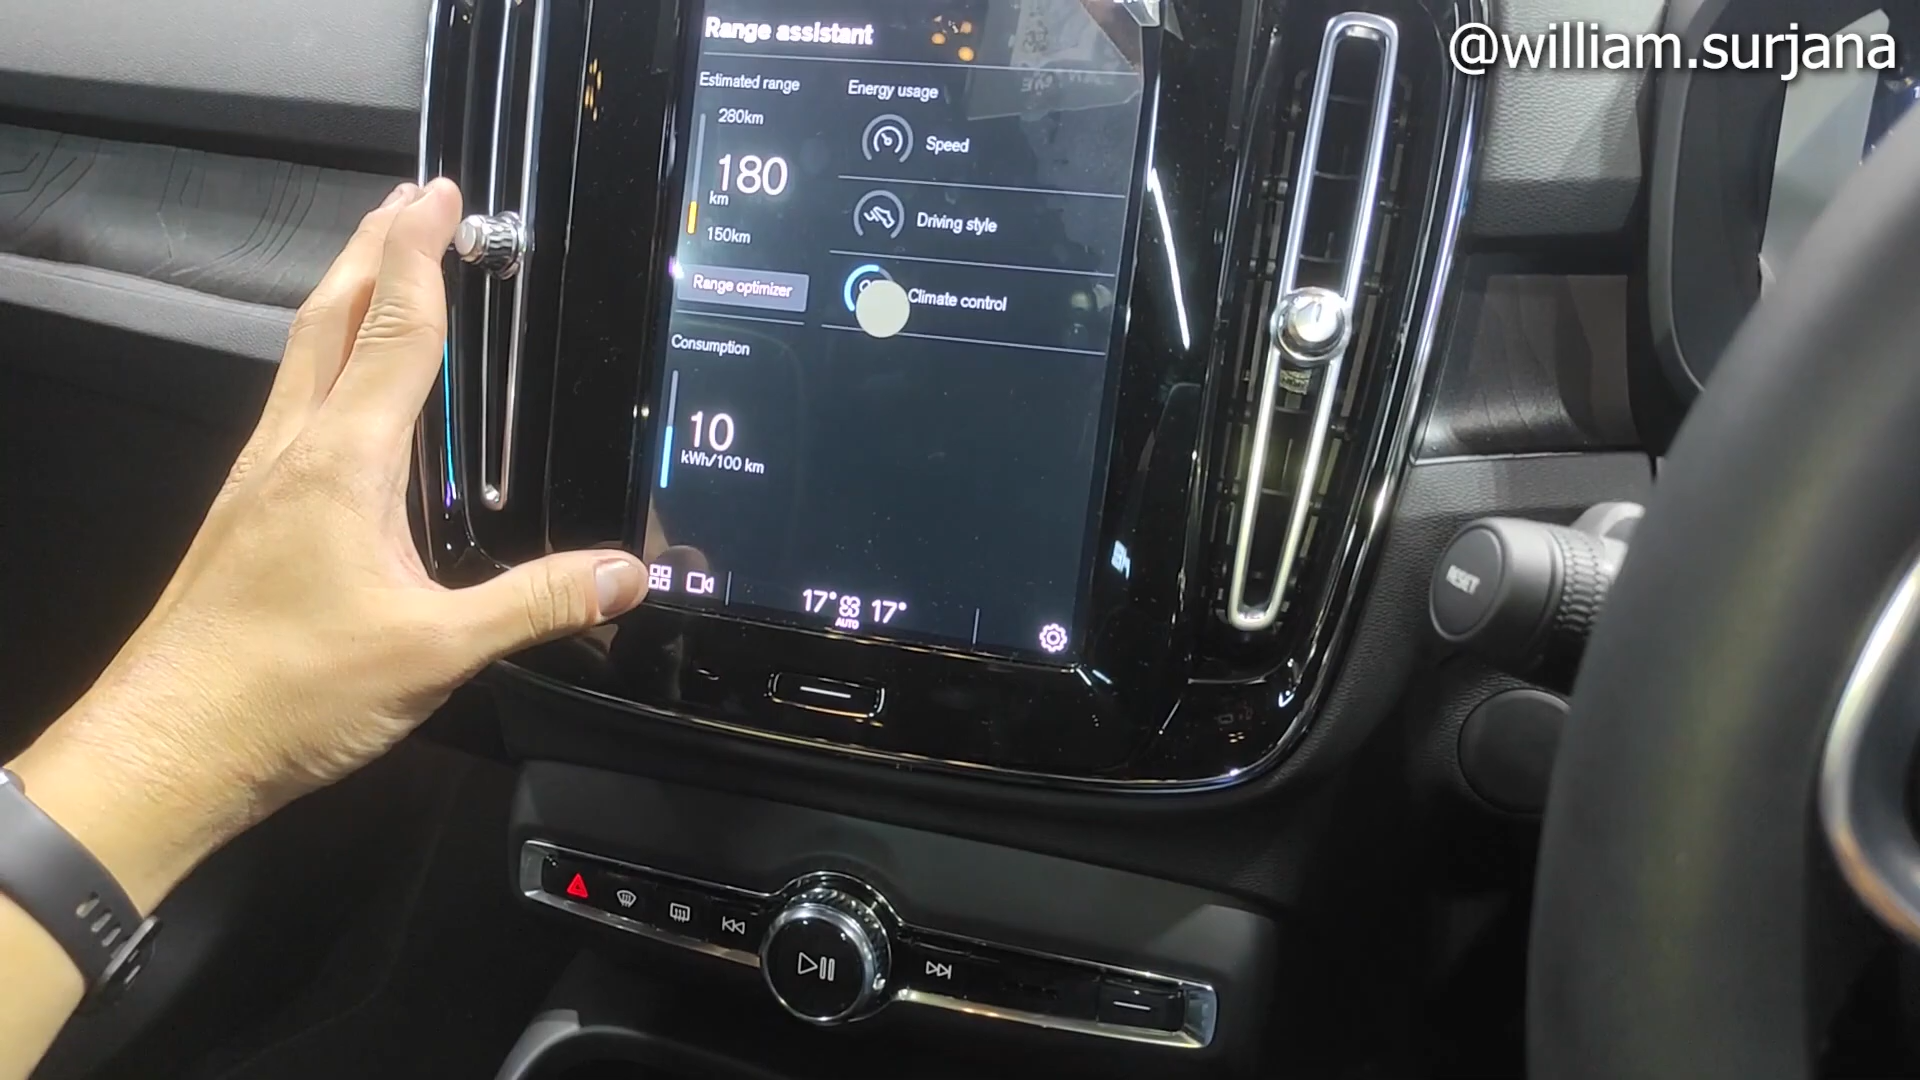 @william.surjana
Range assistant
Estimated range
Energy usage
280km
180
km
150km
Speed
Driving style
Climate control
Range optimizer
Consumption
10
kWh/100 km
17° 17°
AUTO
RESET